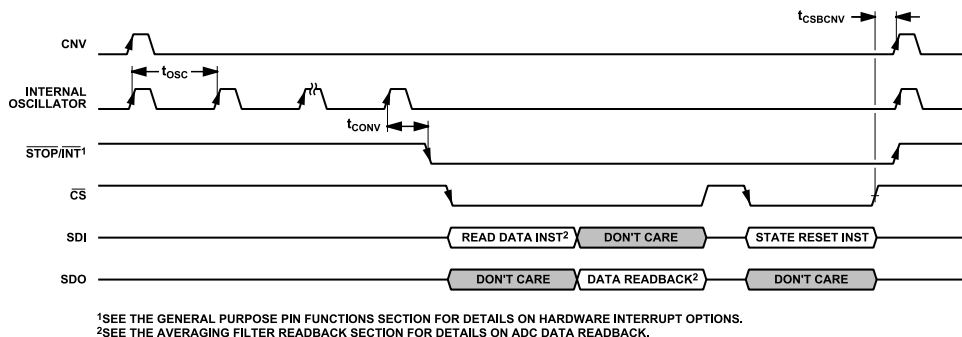 tCSBCNV
CNV
tOSC
INTERNAL
OSCILLATOR
tCONV
STOP/INT1
CS
SDI
READ DATA INST2
DON'T CARE
STATE RESET INST
SDO
DON'T CARE
DATA READBACK2
DON'T CARE
1SEE THE GENERAL PURPOSE PIN FUNCTIONS SECTION FOR DETAILS ON HARDWARE INTERRUPT OPTIONS.
2SEE THE AVERAGING FILTER READBACK SECTION FOR DETAILS ON ADC DATA READBACK.